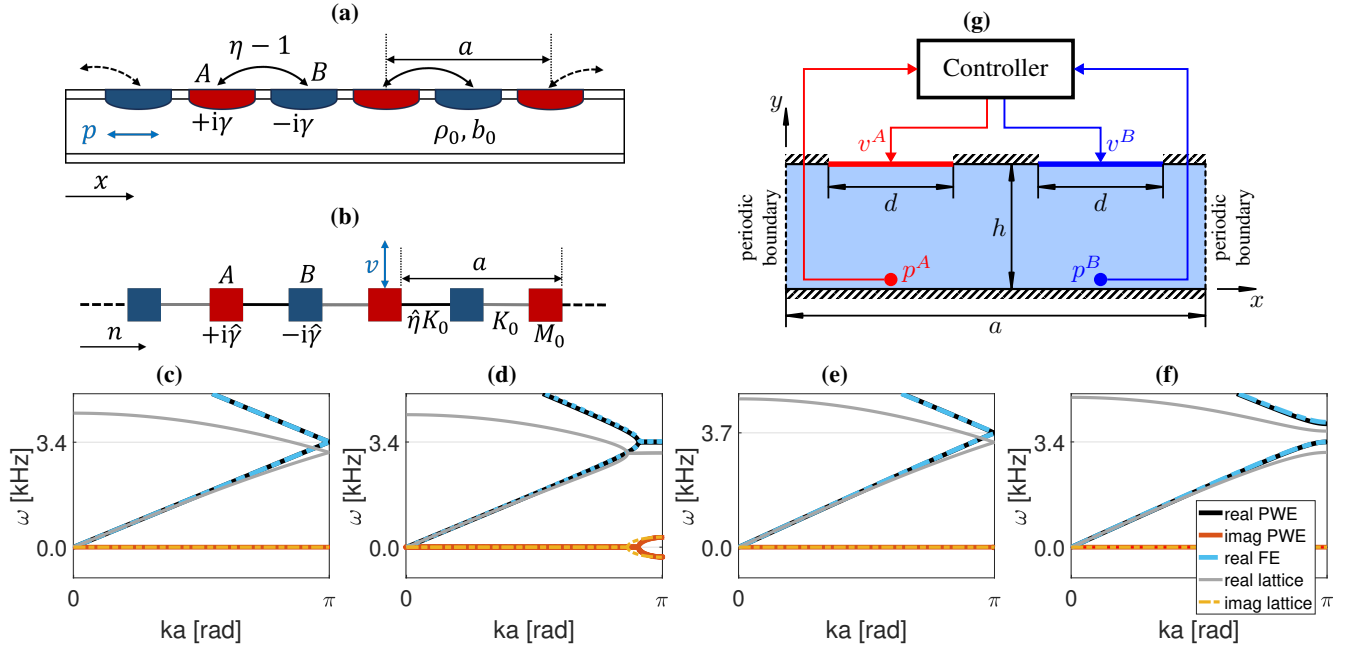 (a)
η − 1
a
A
B
+iγ
−iγ
ρ₀, b₀
p
x
(b)
v
a
A
B
+iγ̂
−iγ̂
η̂K₀
K₀
M₀
n
(g)
Controller
y
v^A
v^B
d
d
h
periodic boundary
periodic boundary
p^A
p^B
x
a
(c)
ω [kHz]
3.4
0.0
0
π
ka [rad]
(d)
ω [kHz]
3.4
0.0
0
π
ka [rad]
(e)
ω [kHz]
3.7
0.0
0
π
ka [rad]
(f)
ω [kHz]
3.4
0.0
0
π
ka [rad]
real PWE
imag PWE
real FE
real lattice
imag lattice